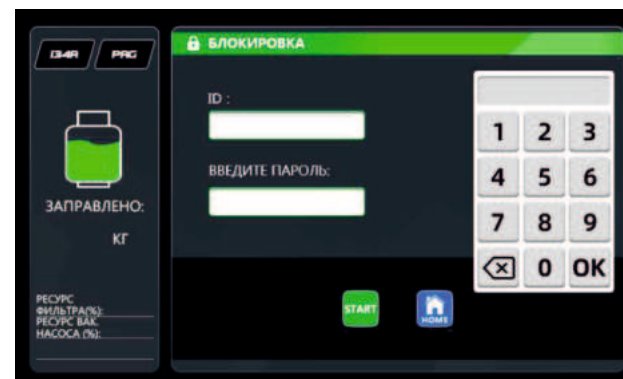 134A PAG
ЗАПРАВЛЕНО:
КГ
РЕСУРС
ФИЛЬТРА(%):
РЕСУРС ВАК.
НАСОСА (%):
БЛОКИРОВКА
ID :
ВВЕДИТЕ ПАРОЛЬ:
1 2 3
4 5 6
7 8 9
0 OK
START HOME